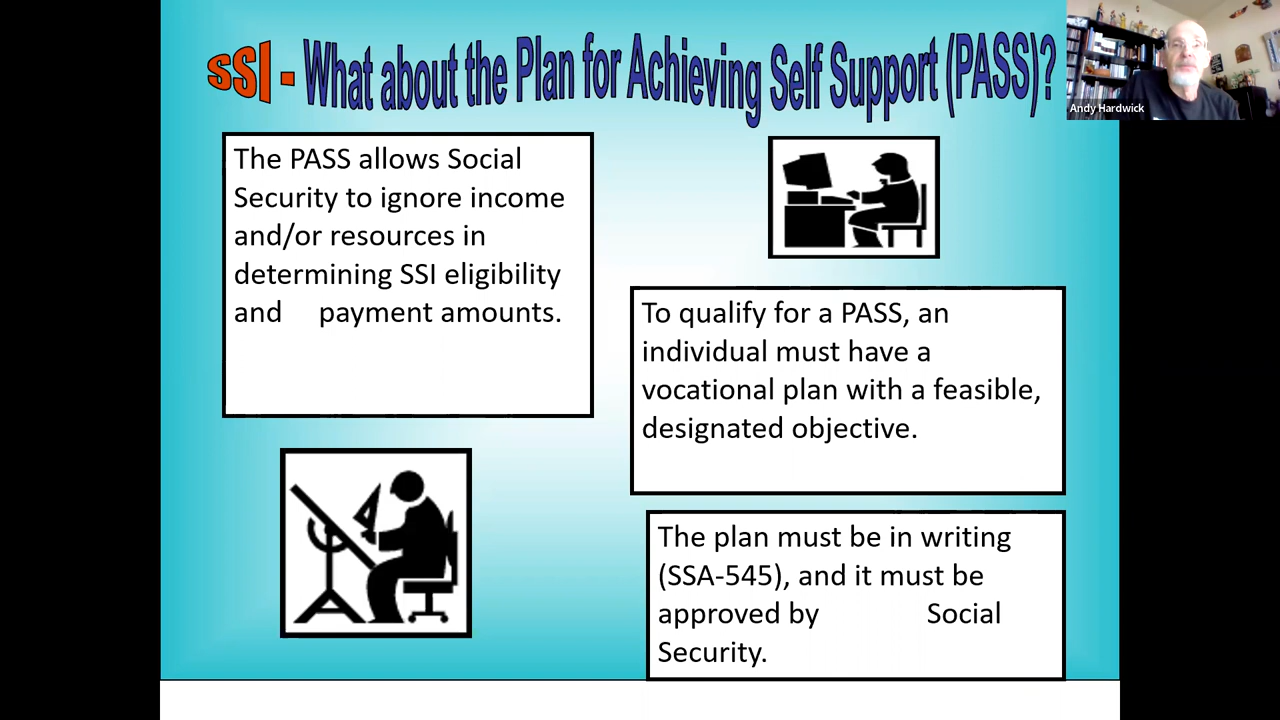 SSI - What about the Plan for Achieving Self Support (PASS)?
Andy Hardwick
The PASS allows Social
Security to ignore income
and/or resources in
determining SSI eligibility
and payment amounts.
To qualify for a PASS, an
individual must have a
vocational plan with a feasible,
designated objective.
The plan must be in writing
(SSA-545), and it must be
approved by Social
Security.